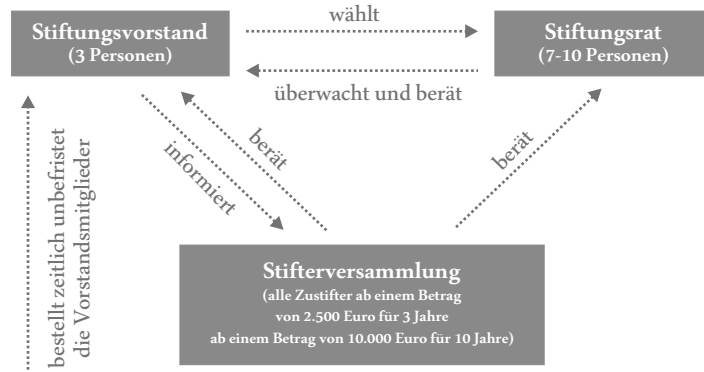 Stiftungsvorstand
(3 Personen)
wählt
Stiftungsrat
(7-10 Personen)
überwacht und berät
informiert
berät
berät
bestellt zeitlich unbefristet
die Vorstandsmitglieder
Stifterversammlung
(alle Zustifter ab einem Betrag
von 2.500 Euro für 3 Jahre
ab einem Betrag von 10.000 Euro für 10 Jahre)